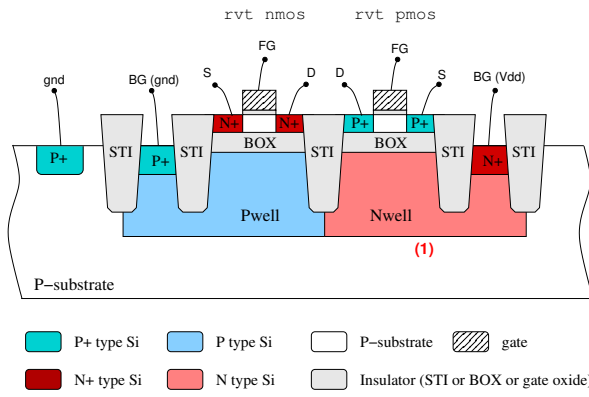 rvt nmos rvt pmos
FG FG
S D D S
gnd BG (gnd) BG (Vdd)
N+ N+ P+ P+
P+ STI P+ STI BOX STI BOX STI N+ STI
Pwell Nwell
(1)
P−substrate
P+ type Si P type Si P−substrate gate
N+ type Si N type Si Insulator (STI or BOX or gate oxide)